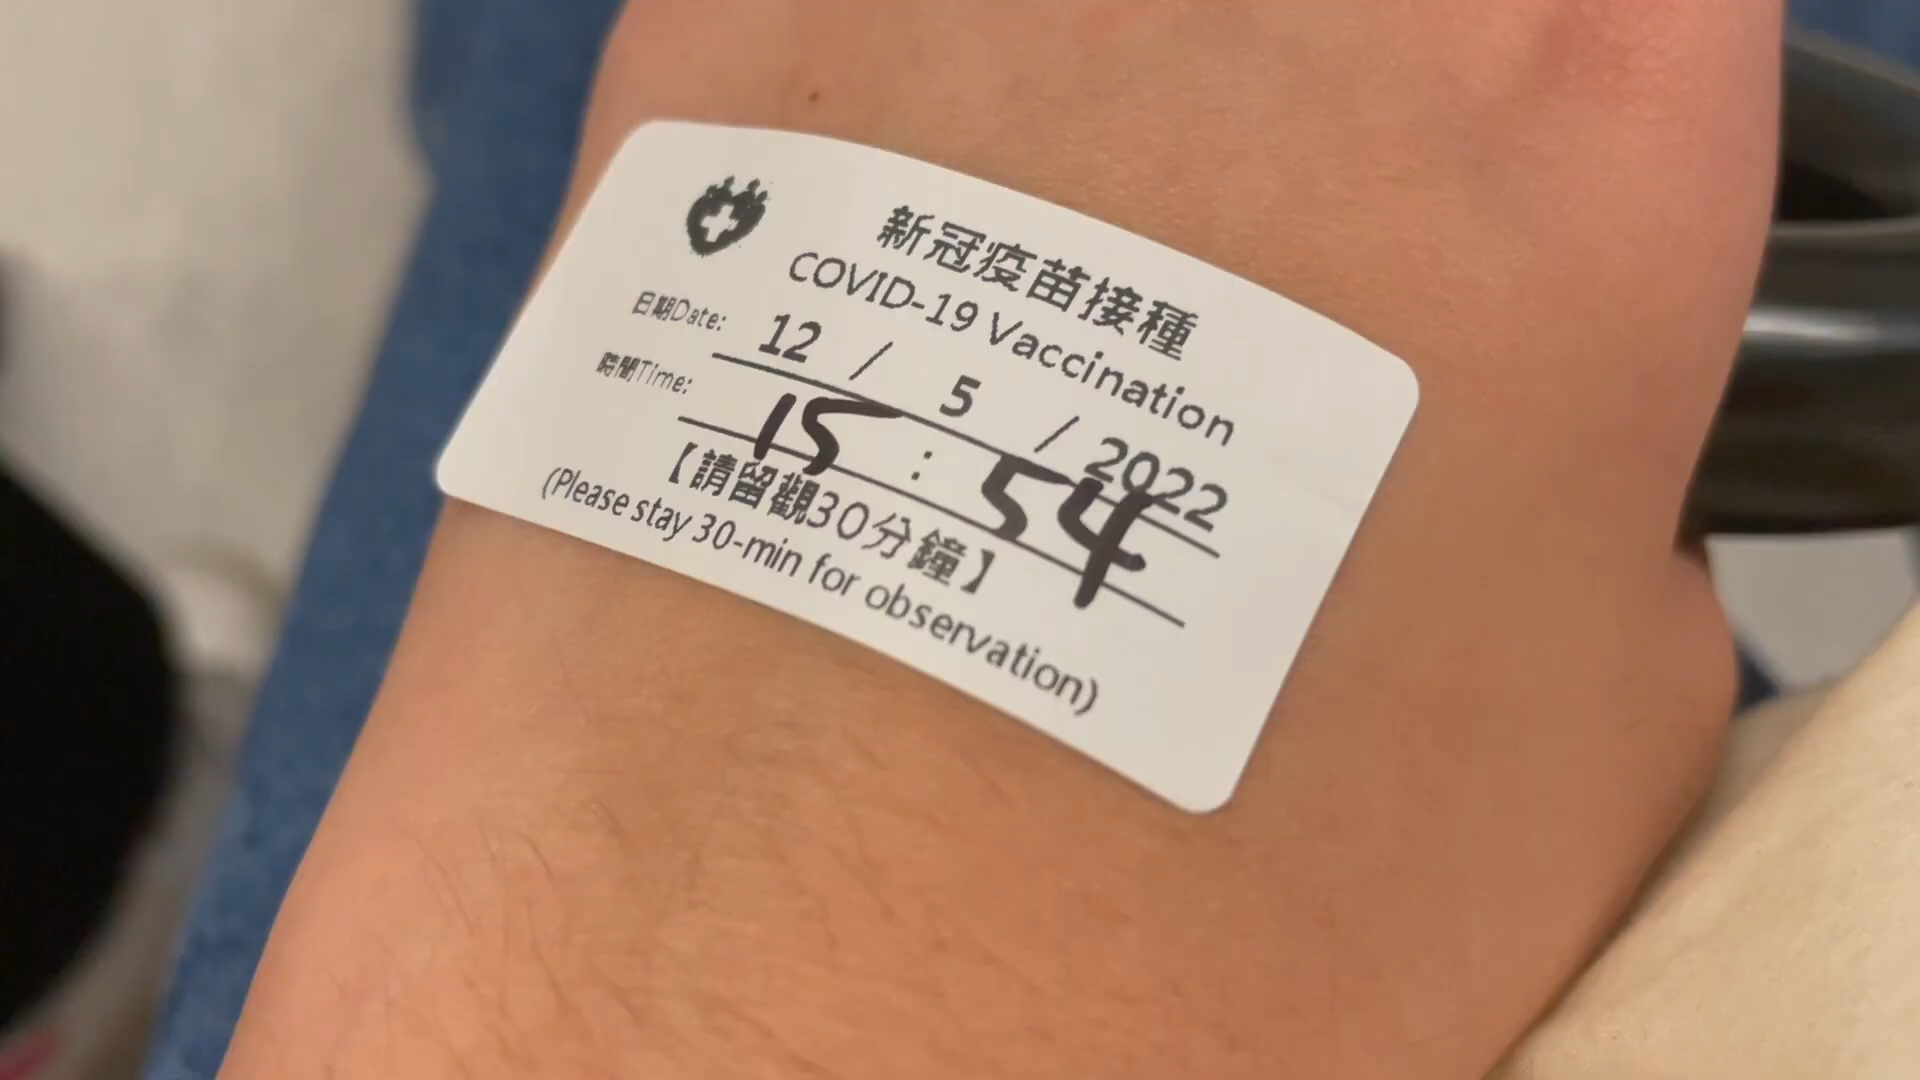 新冠疫苗接種
COVID-19 Vaccination
日期Date: 12 / 5 / 2022
時間Time: 15 : 54
【請留觀30分鐘】
(Please stay 30-min for observation)